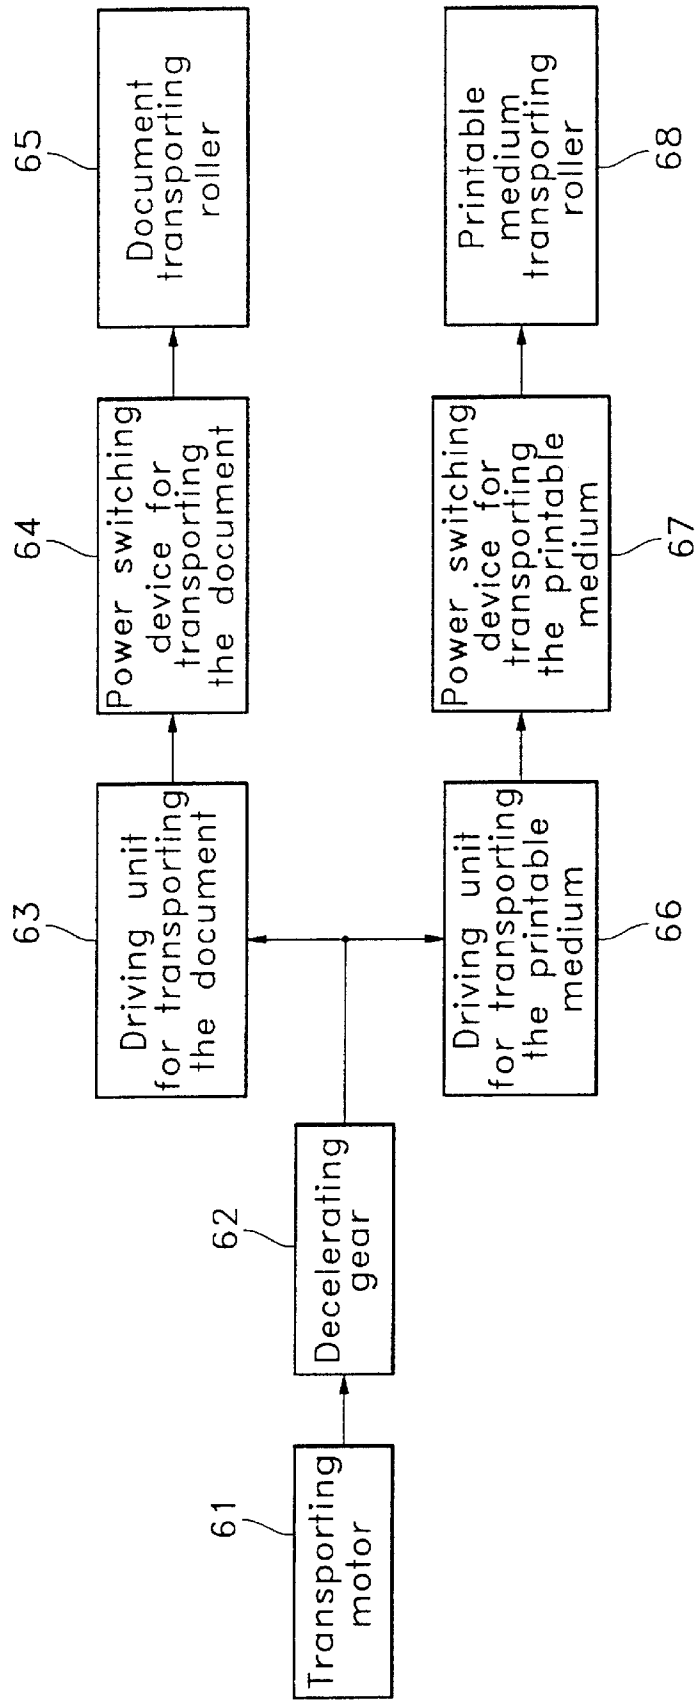 61
Transporting
motor
62
Decelerating
gear
63
Driving unit
for transporting
the document
64
Power switching
device for
transporting
the document
65
Document
transporting
roller
66
Driving unit
for transporting
the printable
medium
67
Power switching
device for
transporting
the printable
medium
68
Printable
medium
transporting
roller